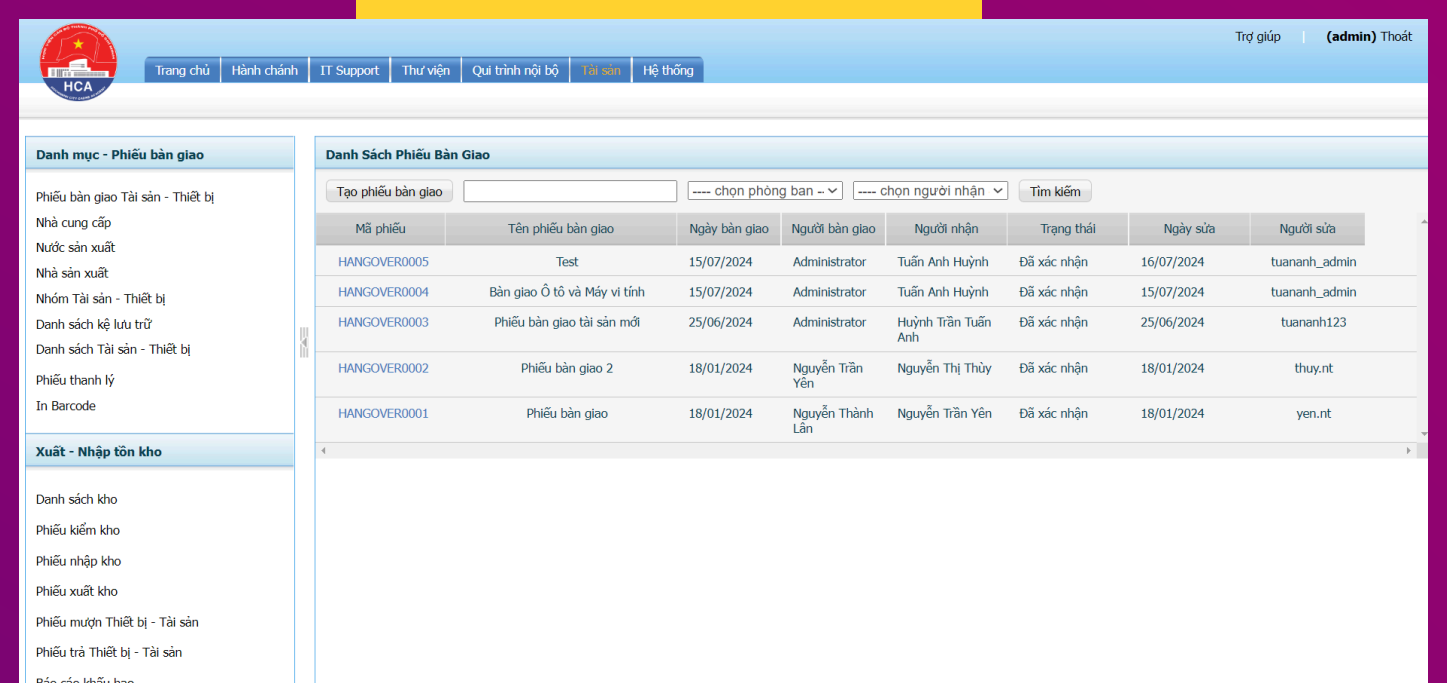 Trợ giúp | (admin) Thoát
HCA
Trang chủ Hành chánh IT Support Thư viện Qui trình nội bộ Tài sản Hệ thống
Danh mục - Phiếu bàn giao
Phiếu bàn giao Tài sản - Thiết bị
Nhà cung cấp
Nước sản xuất
Nhà sản xuất
Nhóm Tài sản - Thiết bị
Danh sách kệ lưu trữ
Danh sách Tài sản - Thiết bị
Phiếu thanh lý
In Barcode
Xuất - Nhập tồn kho
Danh sách kho
Phiếu kiểm kho
Phiếu nhập kho
Phiếu xuất kho
Phiếu mượn Thiết bị - Tài sản
Phiếu trả Thiết bị - Tài sản
Báo cáo khấu hao
Danh Sách Phiếu Bàn Giao
Tạo phiếu bàn giao ---- chọn phòng ban -- ---- chọn người nhận Tìm kiếm
Mã phiếu Tên phiếu bàn giao Ngày bàn giao Người bàn giao Người nhận Trạng thái Ngày sửa Người sửa
HANGOVER0005 Test 15/07/2024 Administrator Tuấn Anh Huỳnh Đã xác nhận 16/07/2024 tuananh_admin
HANGOVER0004 Bàn giao Ô tô và Máy vi tính 15/07/2024 Administrator Tuấn Anh Huỳnh Đã xác nhận 15/07/2024 tuananh_admin
HANGOVER0003 Phiếu bàn giao tài sản mới 25/06/2024 Administrator Huỳnh Trần Tuấn Anh Đã xác nhận 25/06/2024 tuananh123
HANGOVER0002 Phiếu bàn giao 2 18/01/2024 Nguyễn Trần Yên Nguyễn Thị Thùy Đã xác nhận 18/01/2024 thuy.nt
HANGOVER0001 Phiếu bàn giao 18/01/2024 Nguyễn Thành Lân Nguyễn Trần Yên Đã xác nhận 18/01/2024 yen.nt